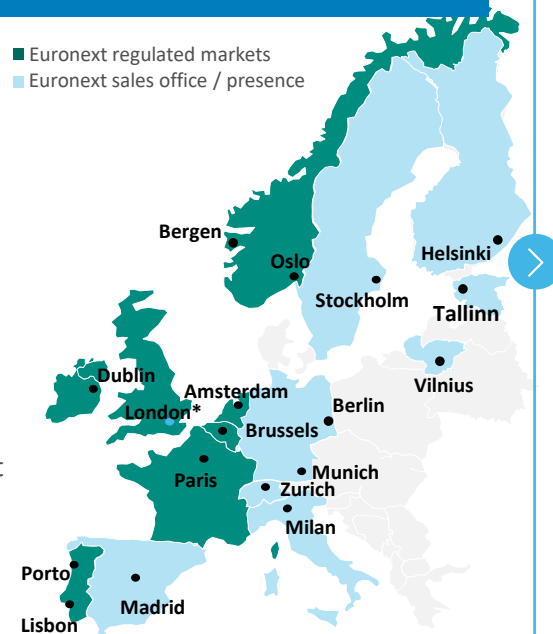 Euronext regulated markets
Euronext sales office / presence
Bergen
Oslo
Helsinki
Stockholm
Tallinn
Vilnius
Dublin
Amsterdam
London*
Berlin
Brussels
Paris
Munich
Zurich
Milan
Porto
Madrid
Lisbon
t